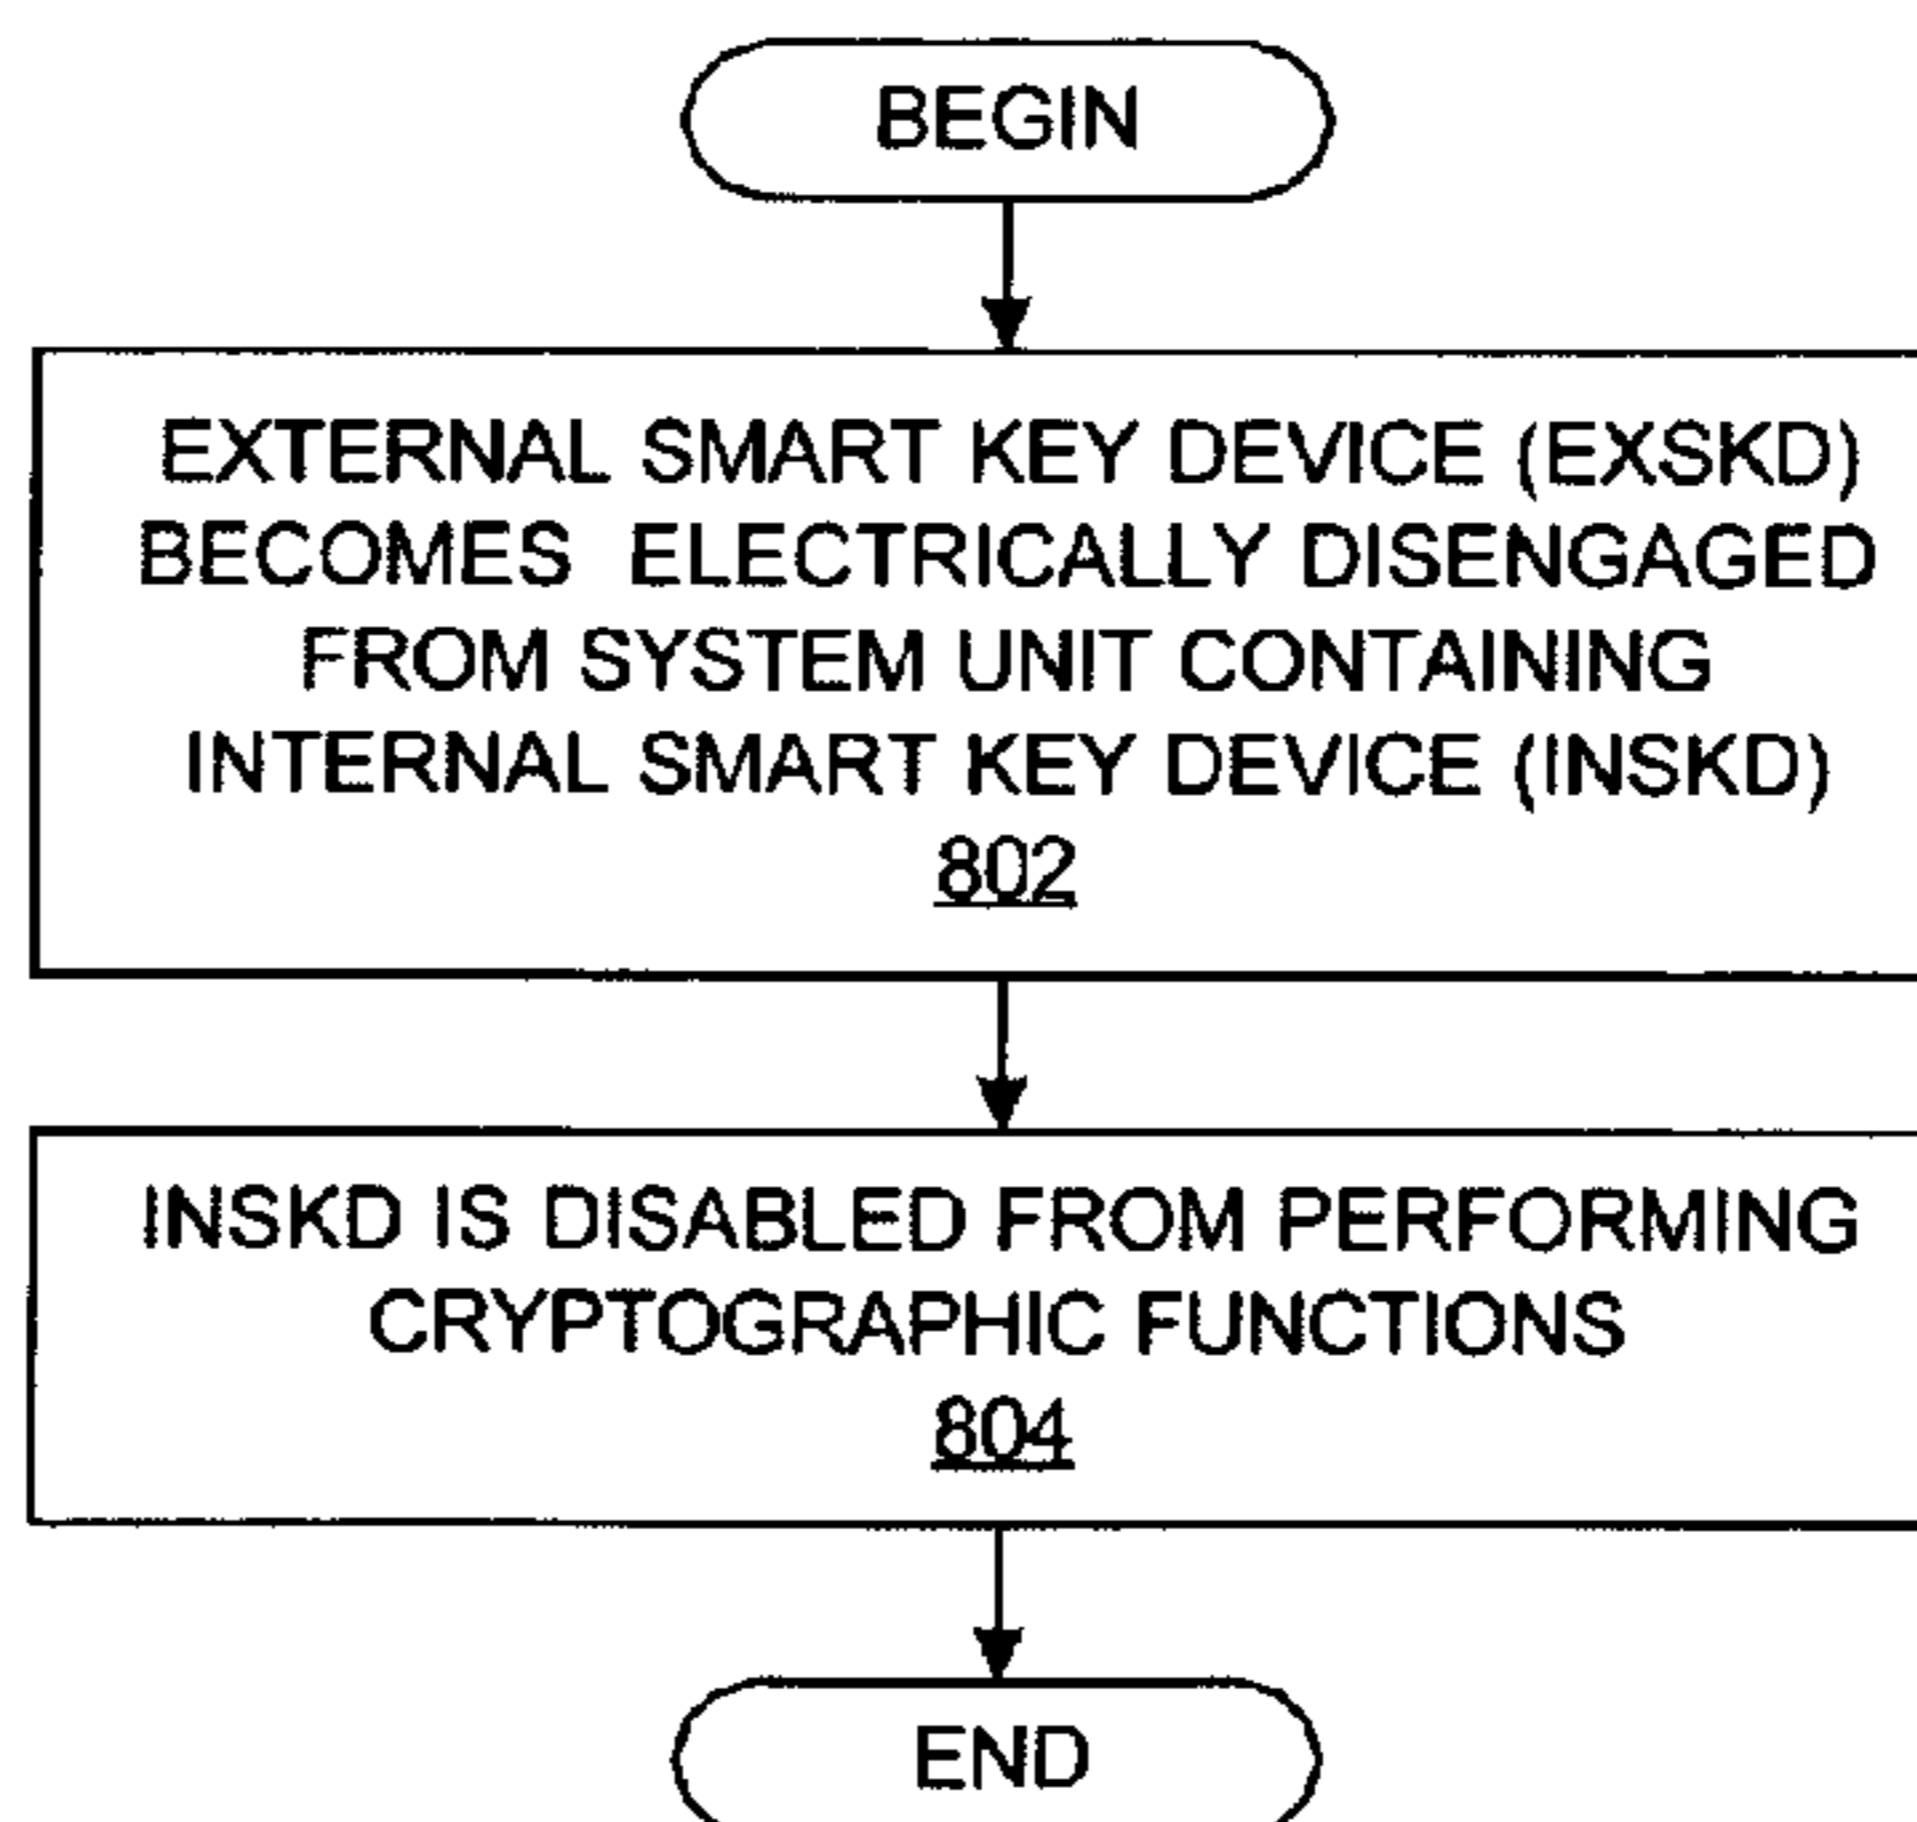 BEGIN
EXTERNAL SMART KEY DEVICE (EXSKD)
BECOMES ELECTRICALLY DISENGAGED
FROM SYSTEM UNIT CONTAINING
INTERNAL SMART KEY DEVICE (INSKD)
802
INSKD IS DISABLED FROM PERFORMING
CRYPTOGRAPHIC FUNCTIONS
804
END